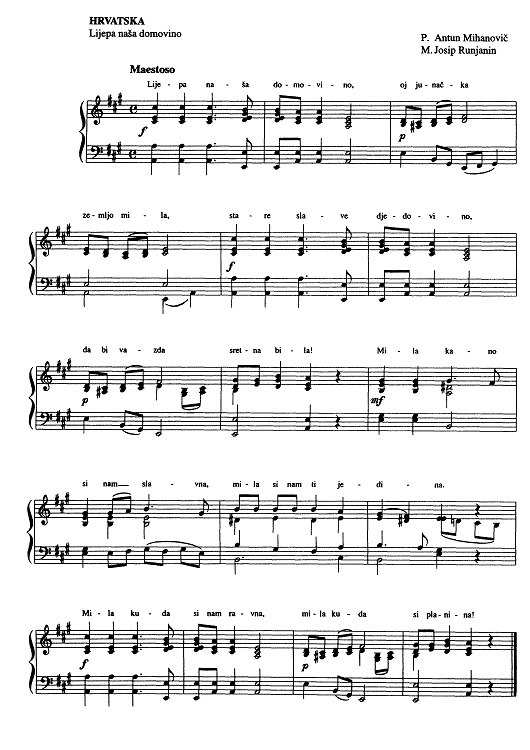 HRVATSKA
Lijepa naša domovino
P. Antun Mihanovič
M. Josip Runjanin
Maestoso
Lije - pa na - ša do - mo - vi - no, oj ju - nač - ka
f p
ze - mljo mi - la, sta - re sla - ve dje - do - vi - no,
f
da bi va - zda sret - na bi - la! Mi - la ka - no
p mf
si nam sla - vna, mi - la si nam ti je - di - na.
Mi - la ku - da si nam ra - vna, mi - la ku - da si pla - ni - na!
f p